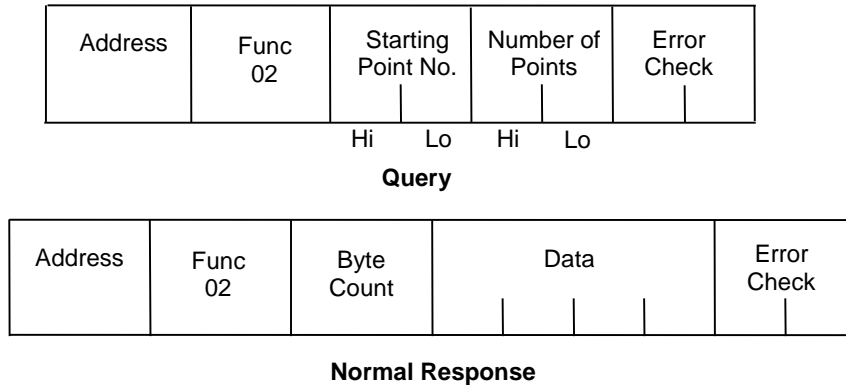 Address
Func
02
Starting
Point No.
Number of
Points
Error
Check
Hi Lo Hi Lo
Query
Address
Func
02
Byte
Count
Data
Error
Check
Normal Response